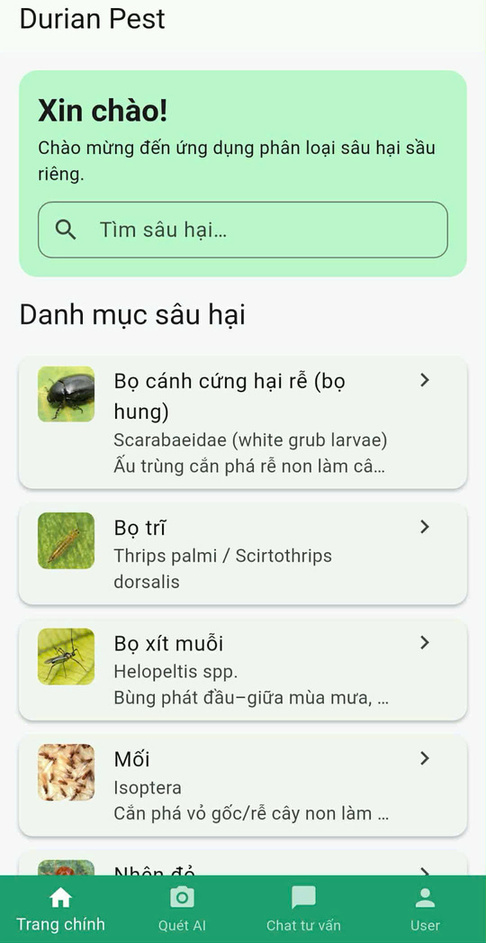 Durian Pest
Xin chào!
Chào mừng đến ứng dụng phân loại sâu hại sầu
riêng.
Tìm sâu hại...
Danh mục sâu hại
Bọ cánh cứng hại rễ (bọ
hung)
Scarabaeidae (white grub larvae)
Ấu trùng cắn phá rễ non làm câ...
Bọ trĩ
Thrips palmi / Scirtothrips
dorsalis
Bọ xít muỗi
Helopeltis spp.
Bùng phát đầu–giữa mùa mưa, ...
Mối
Isoptera
Cắn phá vỏ gốc/rễ cây non làm ...
Nhện đỏ
Trang chính
Quét AI
Chat tư vấn
User